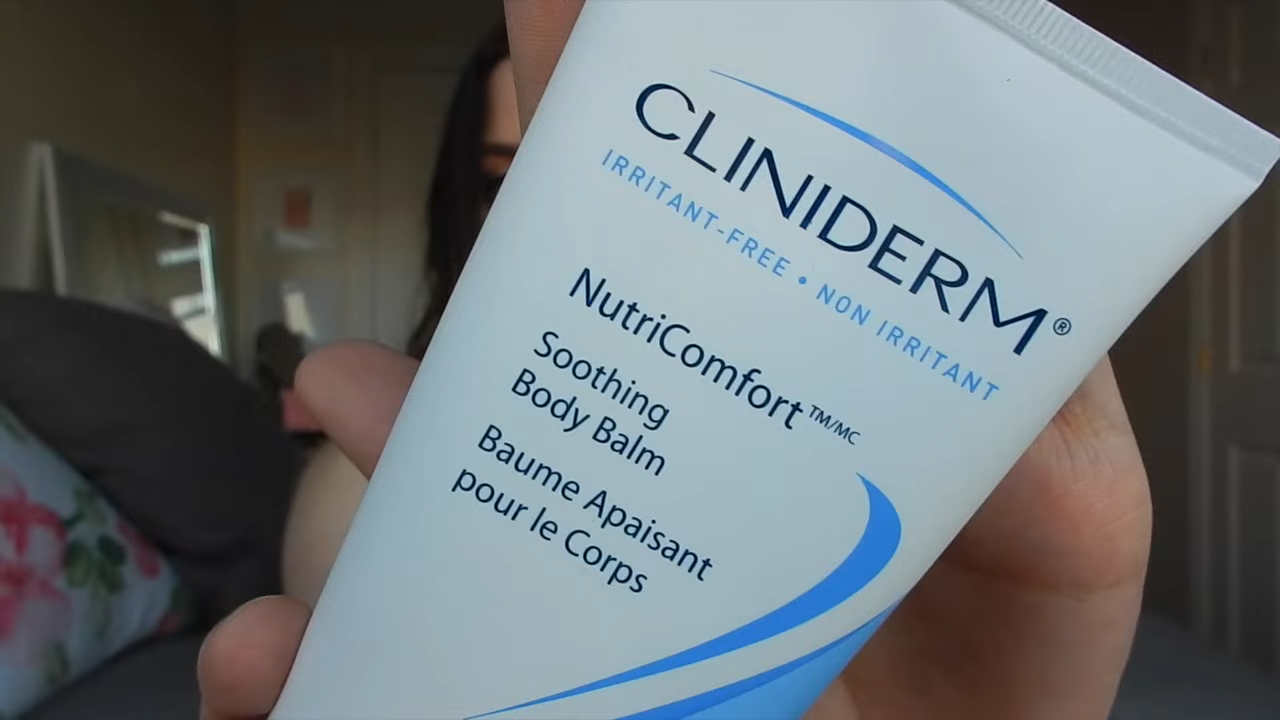 CLINIDERM®
IRRITANT-FREE • NON IRRITANT
NutriComfort™/MC
Soothing
Body Balm
Baume Apaisant
pour le Corps